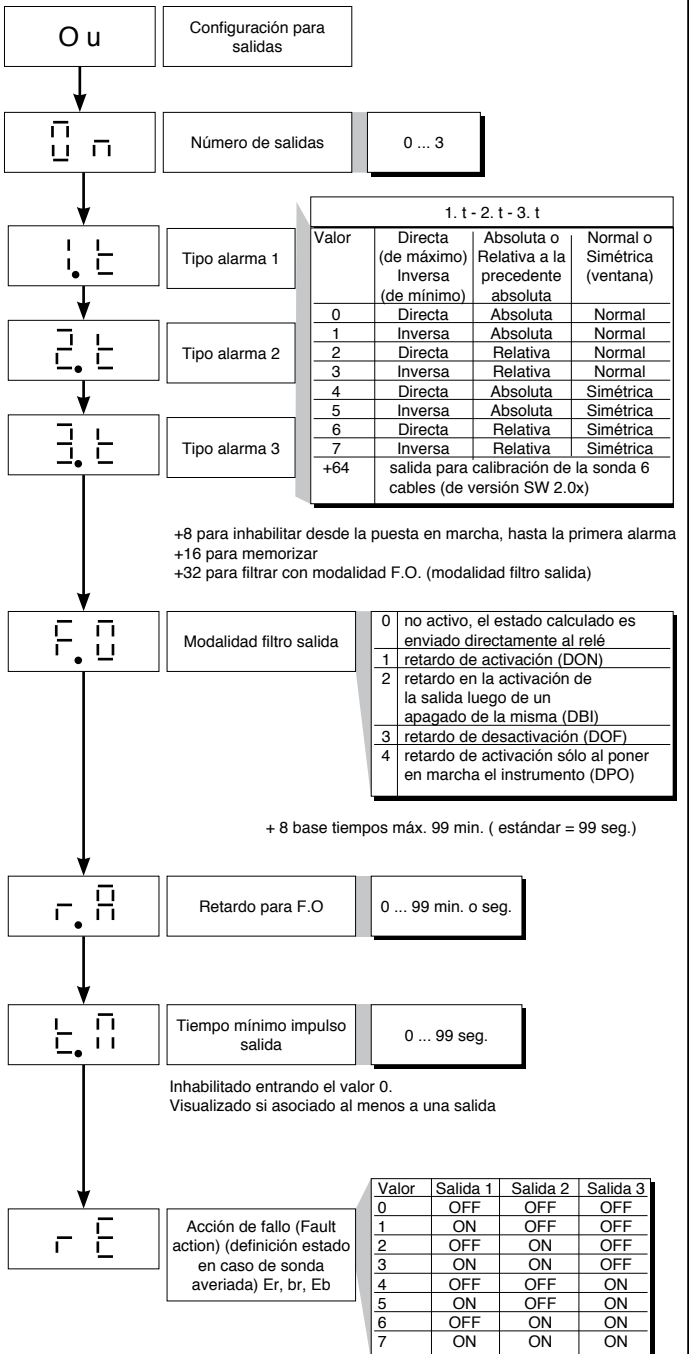 O u
Configuración para
salidas
0 n
Número de salidas
0 ... 3
1.t
Tipo alarma 1
2.t
Tipo alarma 2
3.t
Tipo alarma 3
1. t - 2. t - 3. t
Valor | Directa (de máximo) Inversa (de mínimo) | Absoluta o Relativa a la precedente absoluta | Normal o Simétrica (ventana)
0 Directa Absoluta Normal
1 Inversa Absoluta Normal
2 Directa Relativa Normal
3 Inversa Relativa Normal
4 Directa Absoluta Simétrica
5 Inversa Absoluta Simétrica
6 Directa Relativa Simétrica
7 Inversa Relativa Simétrica
+64 salida para calibración de la sonda 6
cables (de versión SW 2.0x)
+8 para inhabilitar desde la puesta en marcha, hasta la primera alarma
+16 para memorizar
+32 para filtrar con modalidad F.O. (modalidad filtro salida)
F.0
Modalidad filtro salida
0 no activo, el estado calculado es
enviado directamente al relé
1 retardo de activación (DON)
2 retardo en la activación de
la salida luego de un
apagado de la misma (DBI)
3 retardo de desactivación (DOF)
4 retardo de activación sólo al poner
en marcha el instrumento (DPO)
+ 8 base tiempos máx. 99 min. ( estándar = 99 seg.)
r.A
Retardo para F.O
0 ... 99 min. o seg.
t.M
Tiempo mínimo impulso
salida
0 ... 99 seg.
Inhabilitado entrando el valor 0.
Visualizado si asociado al menos a una salida
r E
Acción de fallo (Fault
action) (definición estado
en caso de sonda
averiada) Er, br, Eb
Valor Salida 1 Salida 2 Salida 3
0 OFF OFF OFF
1 ON OFF OFF
2 OFF ON OFF
3 ON ON OFF
4 OFF OFF ON
5 ON OFF ON
6 OFF ON ON
7 ON ON ON